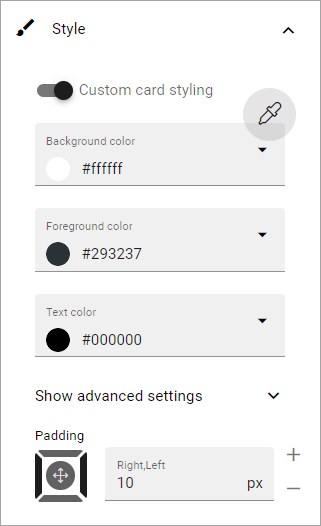 Style
Custom card styling
Background color
#ffffff
Foreground color
#293237
Text color
#000000
Show advanced settings
Padding
Right,Left
10 px